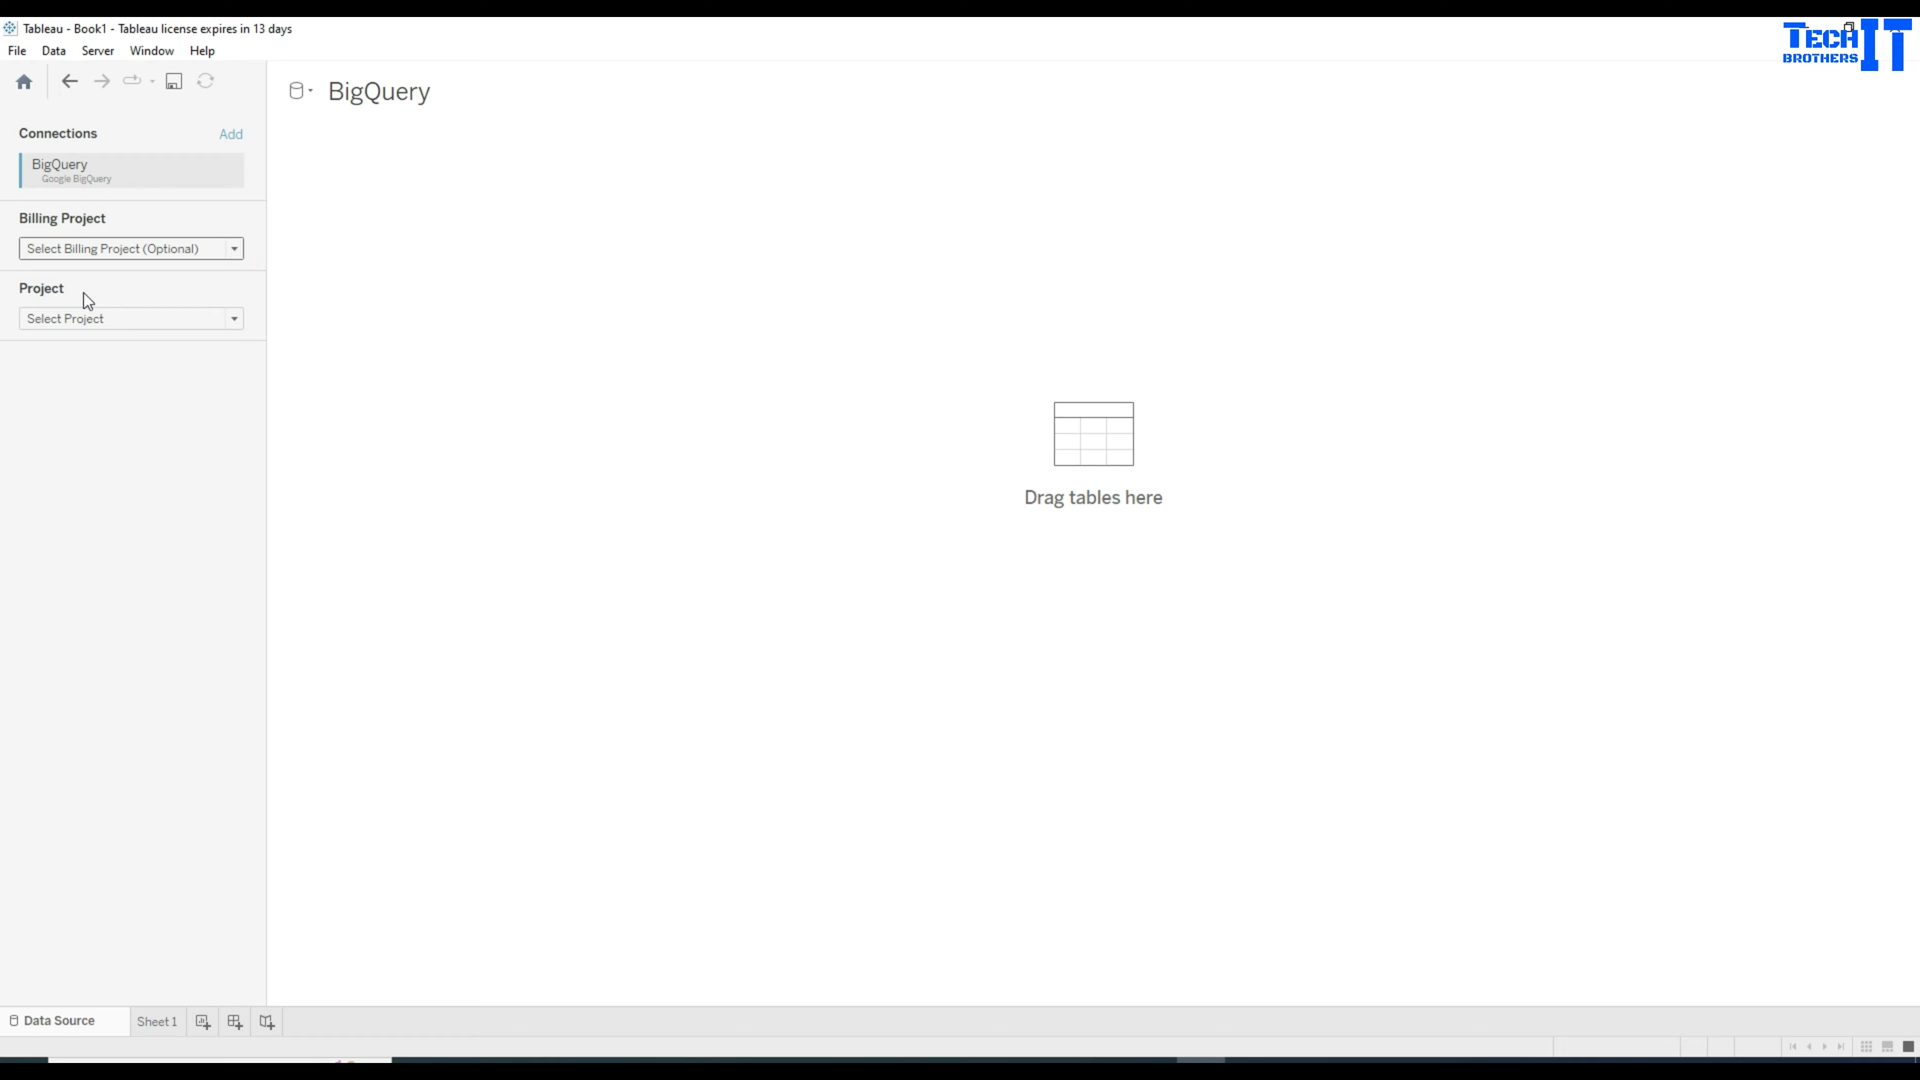 Tableau - Book1 - Tableau license expires in 13 days
File Data Server Window Help
TECH IT
BROTHERS
BigQuery
Connections Add
BigQuery
Google BigQuery
Billing Project
Select Billing Project (Optional)
Project
Select Project
Drag tables here
Data Source Sheet 1